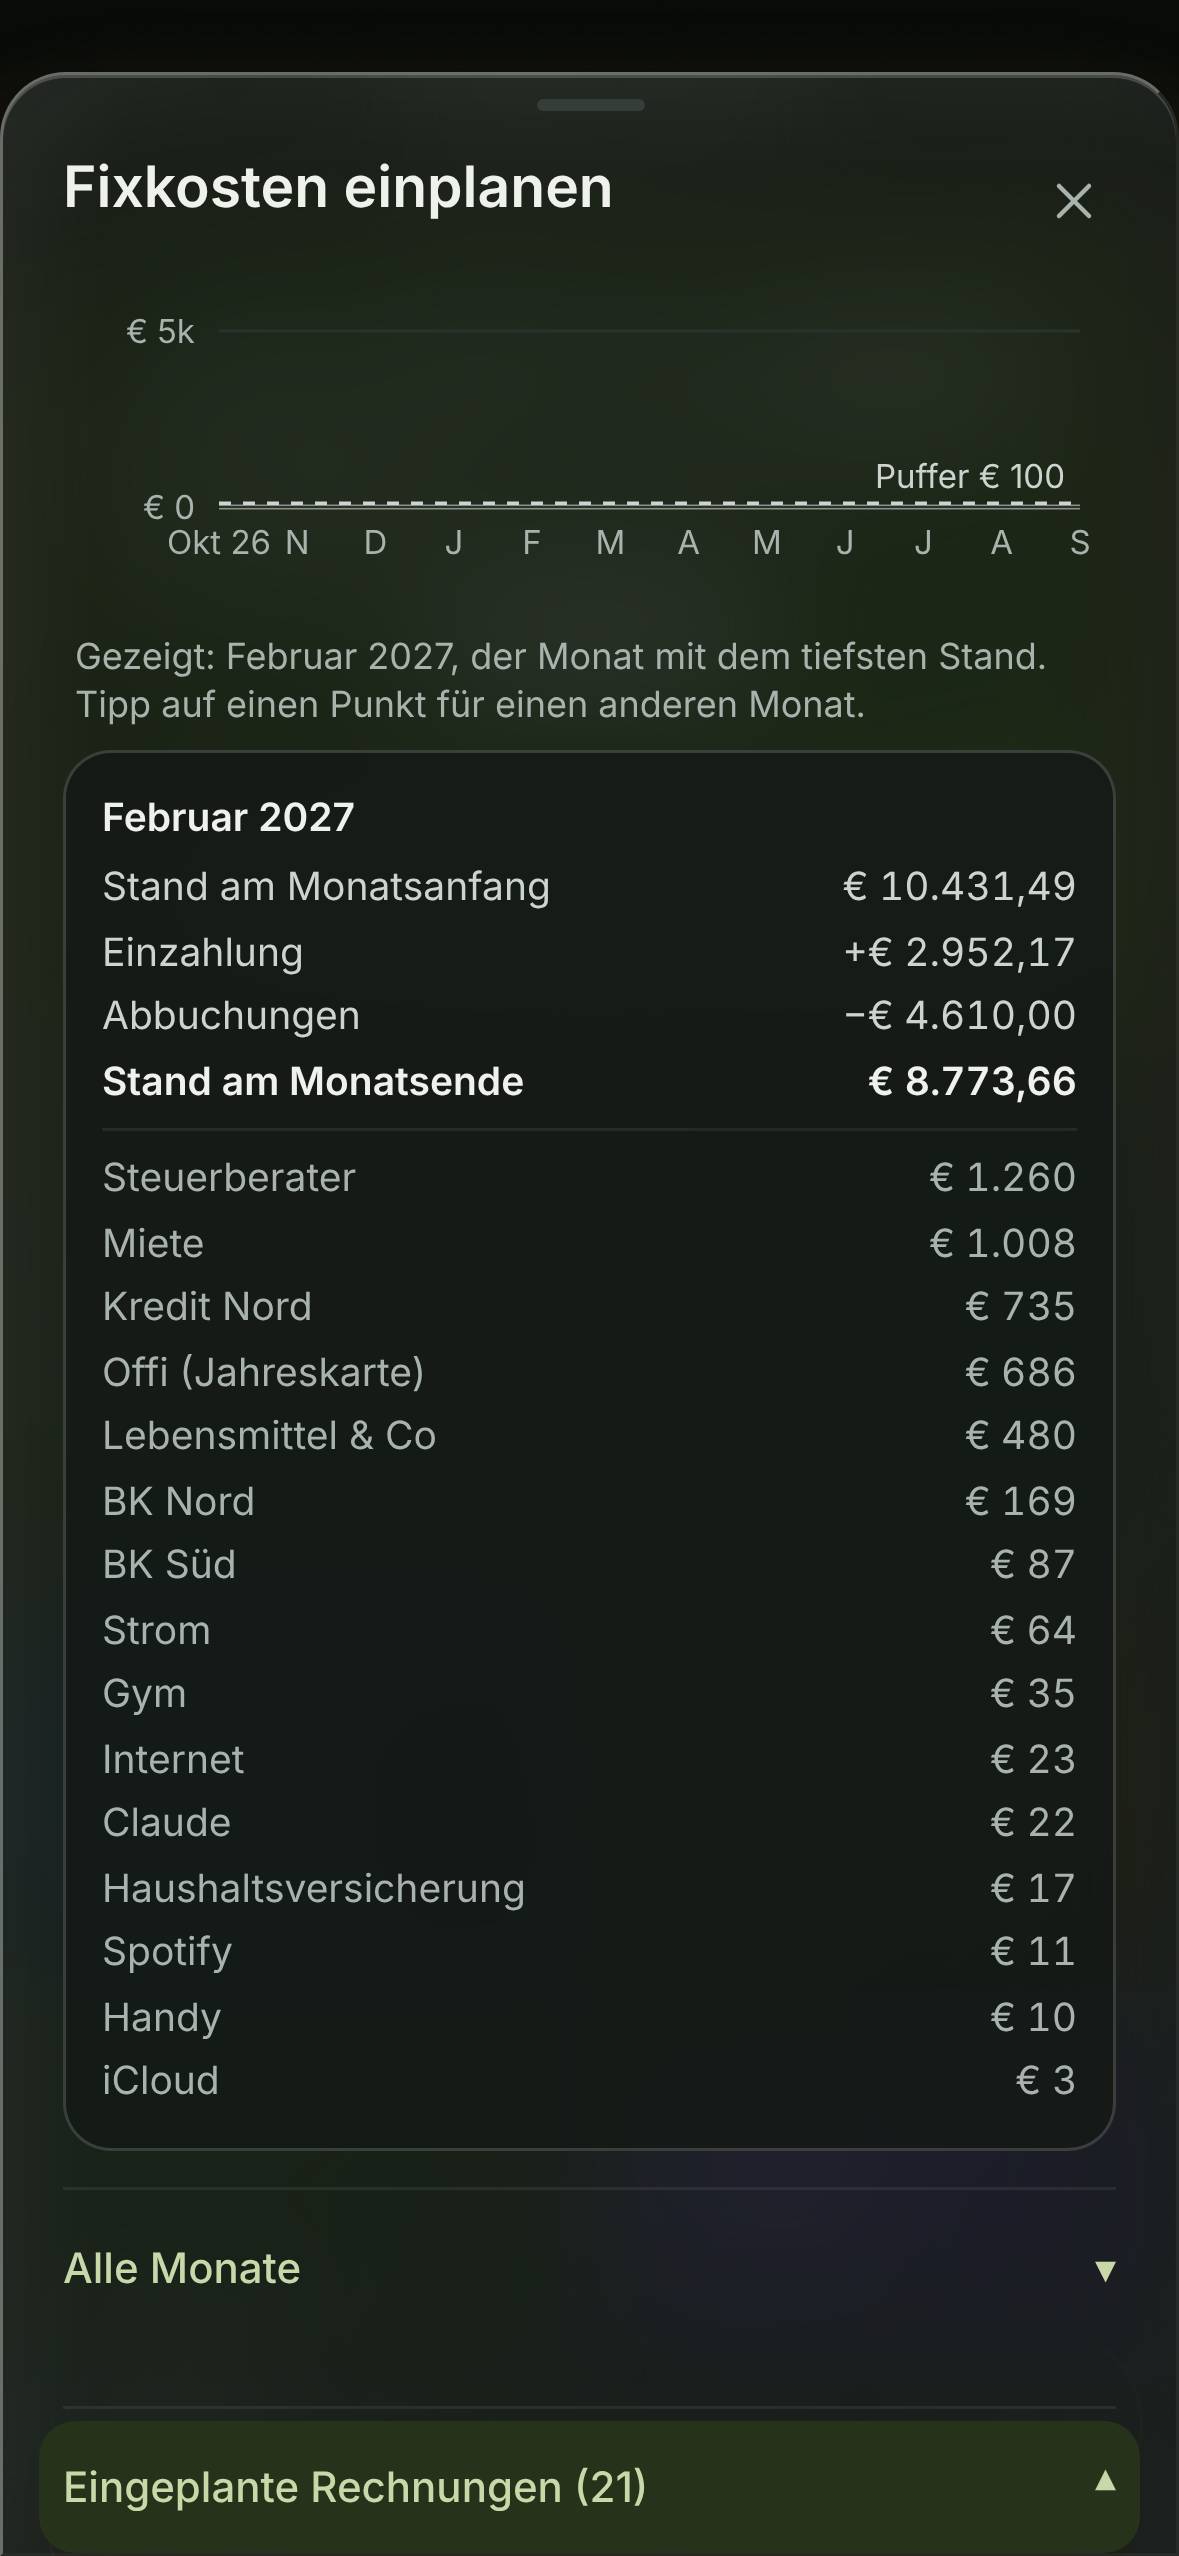 Fixkosten einplanen
€ 5k
Puffer € 100
€ 0
Okt 26 N D J F M A M J J A S
Gezeigt: Februar 2027, der Monat mit dem tiefsten Stand.
Tipp auf einen Punkt für einen anderen Monat.
Februar 2027
Stand am Monatsanfang € 10.431,49
Einzahlung +€ 2.952,17
Abbuchungen −€ 4.610,00
Stand am Monatsende € 8.773,66
Steuerberater € 1.260
Miete € 1.008
Kredit Nord € 735
Offi (Jahreskarte) € 686
Lebensmittel & Co € 480
BK Nord € 169
BK Süd € 87
Strom € 64
Gym € 35
Internet € 23
Claude € 22
Haushaltsversicherung € 17
Spotify € 11
Handy € 10
iCloud € 3
Alle Monate ▼
Eingeplante Rechnungen (21) ▲